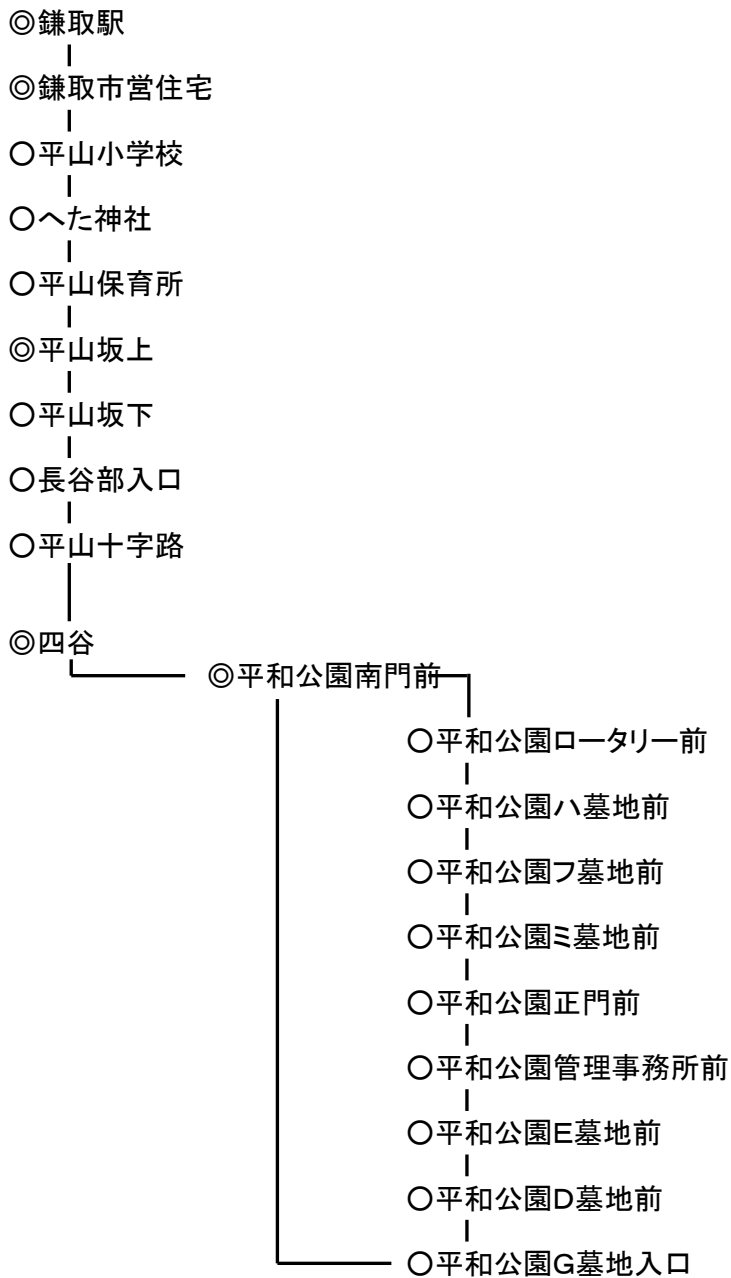 ◎鎌取駅
◎鎌取市営住宅
○平山小学校
○へた神社
○平山保育所
◎平山坂上
○平山坂下
○長谷部入口
○平山十字路
◎四谷
◎平和公園南門前
○平和公園ロータリー前
○平和公園ハ墓地前
○平和公園フ墓地前
○平和公園ミ墓地前
○平和公園正門前
○平和公園管理事務所前
○平和公園E墓地前
○平和公園D墓地前
○平和公園G墓地入口